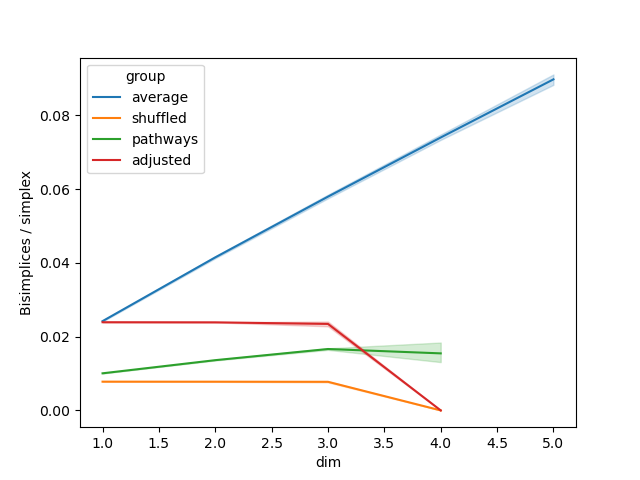 group
average
shuffled
pathways
adjusted
Bisimplices / simplex
0.08
0.06
0.04
0.02
0.00
1.0 1.5 2.0 2.5 3.0 3.5 4.0 4.5 5.0
dim